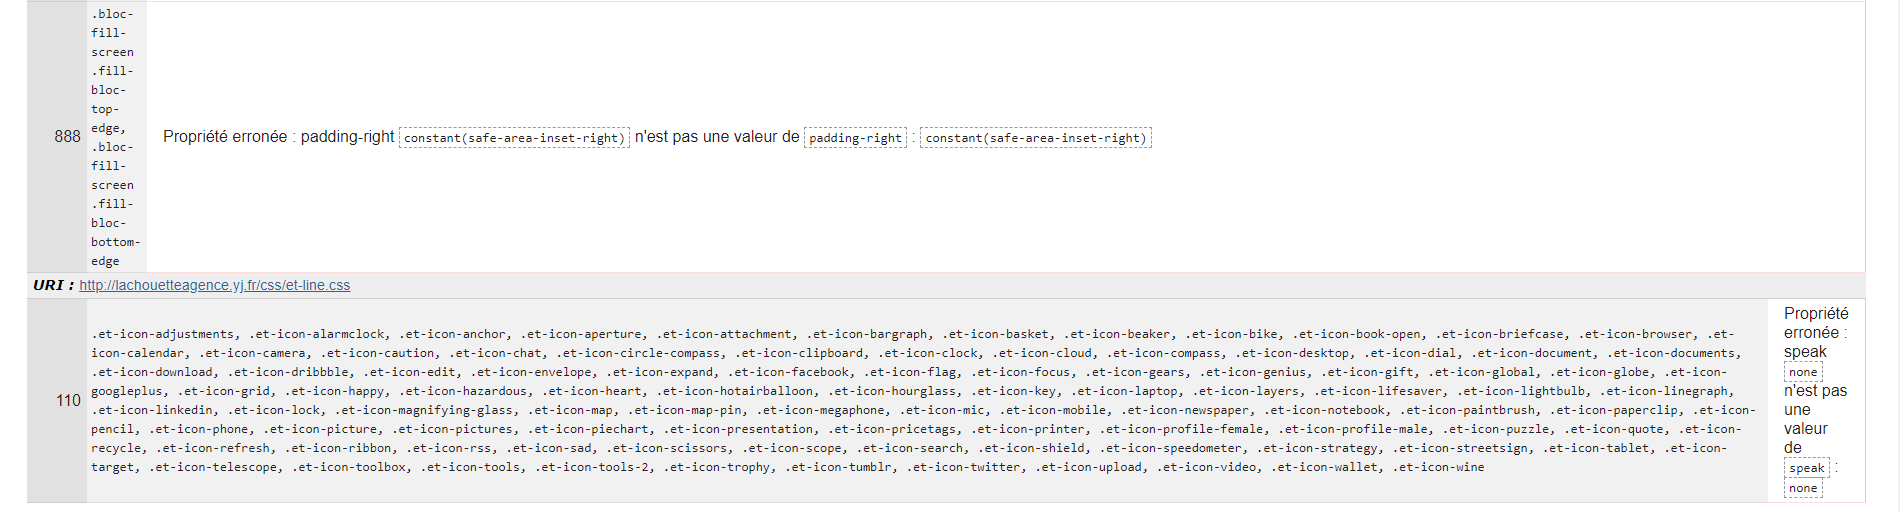 .bloc-
fill-
screen
.fill-
bloc-
top-
edge,
.bloc-
fill-
screen
.fill-
bloc-
bottom-
edge
888
Propriété erronée : padding-right constant(safe-area-inset-right) n'est pas une valeur de padding-right : constant(safe-area-inset-right)
URI : http://lachouetteagence.yj.fr/css/et-line.css
110
.et-icon-adjustments, .et-icon-alarmclock, .et-icon-anchor, .et-icon-aperture, .et-icon-attachment, .et-icon-bargraph, .et-icon-basket, .et-icon-beaker, .et-icon-bike, .et-icon-book-open, .et-icon-briefcase, .et-icon-browser, .et-
icon-calendar, .et-icon-camera, .et-icon-caution, .et-icon-chat, .et-icon-circle-compass, .et-icon-clipboard, .et-icon-clock, .et-icon-cloud, .et-icon-compass, .et-icon-desktop, .et-icon-dial, .et-icon-document, .et-icon-documents,
.et-icon-download, .et-icon-dribbble, .et-icon-edit, .et-icon-envelope, .et-icon-expand, .et-icon-facebook, .et-icon-flag, .et-icon-focus, .et-icon-gears, .et-icon-genius, .et-icon-gift, .et-icon-global, .et-icon-globe, .et-icon-
googleplus, .et-icon-grid, .et-icon-happy, .et-icon-hazardous, .et-icon-heart, .et-icon-hotairballoon, .et-icon-hourglass, .et-icon-key, .et-icon-laptop, .et-icon-layers, .et-icon-lifesaver, .et-icon-lightbulb, .et-icon-linegraph,
.et-icon-linkedin, .et-icon-lock, .et-icon-magnifying-glass, .et-icon-map, .et-icon-map-pin, .et-icon-megaphone, .et-icon-mic, .et-icon-mobile, .et-icon-newspaper, .et-icon-notebook, .et-icon-paintbrush, .et-icon-paperclip, .et-icon-
pencil, .et-icon-phone, .et-icon-picture, .et-icon-pictures, .et-icon-piechart, .et-icon-presentation, .et-icon-pricetags, .et-icon-printer, .et-icon-profile-female, .et-icon-profile-male, .et-icon-puzzle, .et-icon-quote, .et-icon-
recycle, .et-icon-refresh, .et-icon-ribbon, .et-icon-rss, .et-icon-sad, .et-icon-scissors, .et-icon-scope, .et-icon-search, .et-icon-shield, .et-icon-speedometer, .et-icon-strategy, .et-icon-streetsign, .et-icon-tablet, .et-icon-
target, .et-icon-telescope, .et-icon-toolbox, .et-icon-tools, .et-icon-tools-2, .et-icon-trophy, .et-icon-tumblr, .et-icon-twitter, .et-icon-upload, .et-icon-video, .et-icon-wallet, .et-icon-wine
Propriété
erronée :
speak
none
n'est pas
une
valeur
de
speak :
none